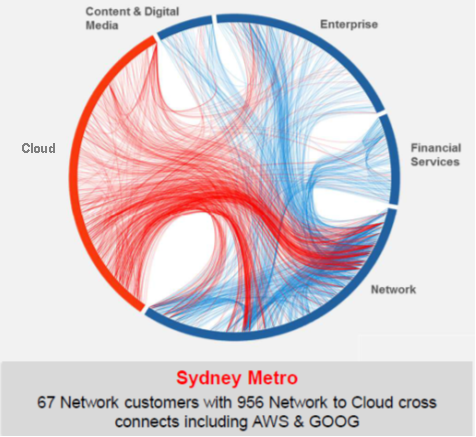 Content & Digital
Media
Enterprise
Cloud
Financial
Services
Network
Sydney Metro
67 Network customers with 956 Network to Cloud cross
connects including AWS & GOOG